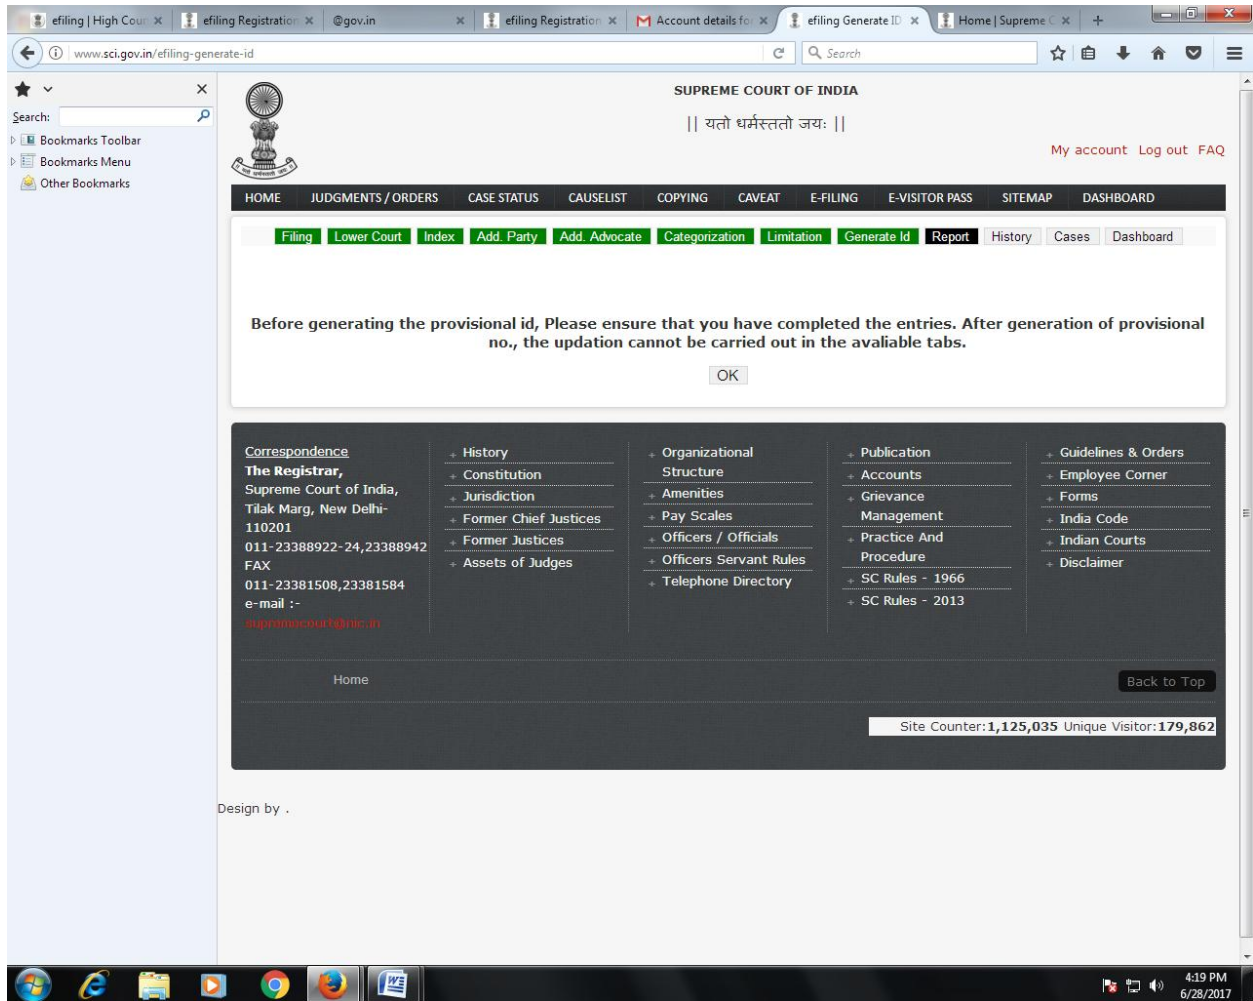 efiling | High Cour
efiling Registration
@gov.in
efiling Registration
Account details for
efiling Generate ID
Home | Supreme C
www.sci.gov.in/efiling-generate-id
Search
Search:
Bookmarks Toolbar
Bookmarks Menu
Other Bookmarks
SUPREME COURT OF INDIA
|| यतो धर्मस्ततो जयः ||
My account Log out FAQ
HOME JUDGMENTS / ORDERS CASE STATUS CAUSELIST COPYING CAVEAT E-FILING E-VISITOR PASS SITEMAP DASHBOARD
Filing Lower Court Index Add. Party Add. Advocate Categorization Limitation Generate Id Report History Cases Dashboard
Before generating the provisional id, Please ensure that you have completed the entries. After generation of provisional
no., the updation cannot be carried out in the avaliable tabs.
OK
Correspondence
The Registrar,
Supreme Court of India,
Tilak Marg, New Delhi-
110201
011-23388922-24,23388942
FAX
011-23381508,23381584
e-mail :-
supremecourt@nic.in
+ History
+ Constitution
+ Jurisdiction
+ Former Chief Justices
+ Former Justices
+ Assets of Judges
+ Organizational
Structure
+ Amenities
+ Pay Scales
+ Officers / Officials
+ Officers Servant Rules
+ Telephone Directory
+ Publication
+ Accounts
+ Grievance
Management
+ Practice And
Procedure
+ SC Rules - 1966
+ SC Rules - 2013
+ Guidelines & Orders
+ Employee Corner
+ Forms
+ India Code
+ Indian Courts
+ Disclaimer
Home
Back to Top
Site Counter:1,125,035 Unique Visitor:179,862
Design by .
4:19 PM
6/28/2017